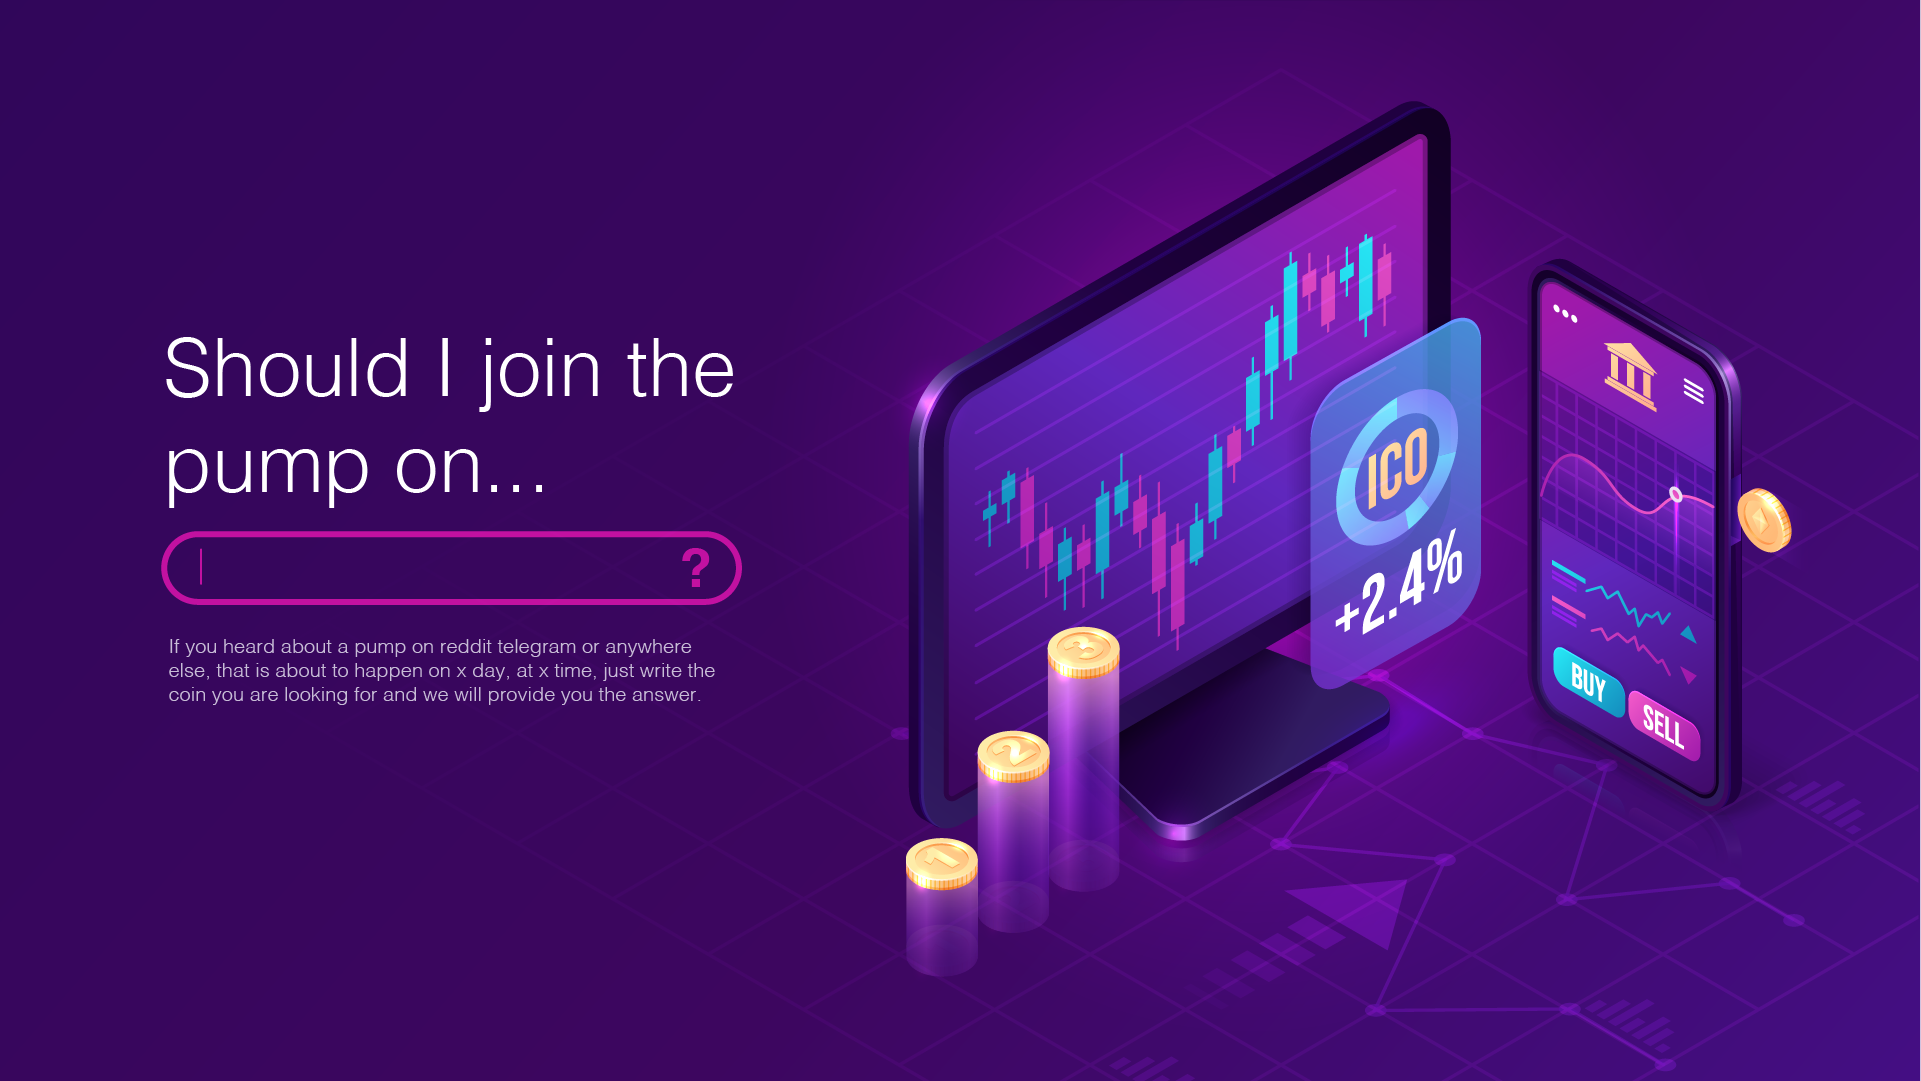 Should I join the
pump on...
?
If you heard about a pump on reddit telegram or anywhere
else, that is about to happen on x day, at x time, just write the
coin you are looking for and we will provide you the answer.
ICO
+2.4%
BUY
SELL
3
2
1